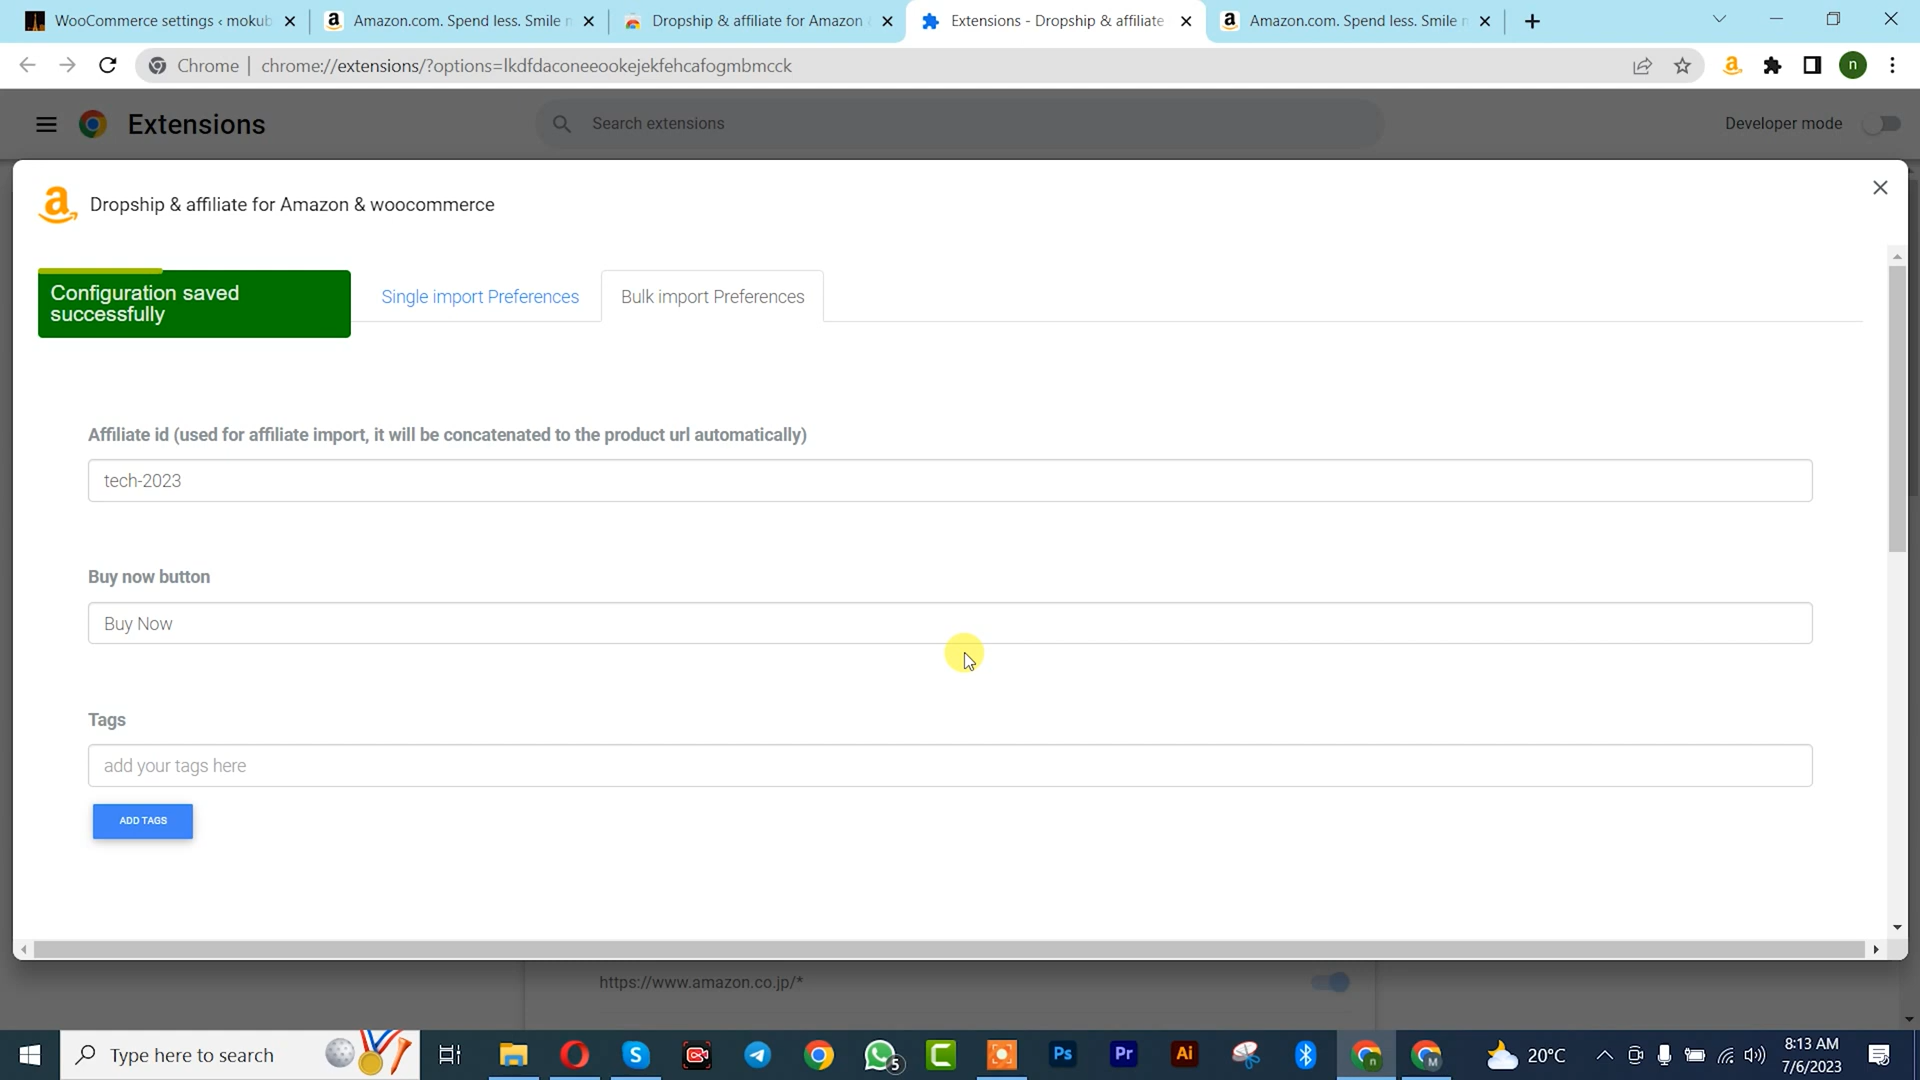 WooCommerce settings ‹ mokub
Amazon.com. Spend less. Smile m
Dropship & affiliate for Amazon
Extensions - Dropship & affiliate
Amazon.com. Spend less. Smile m
Chrome | chrome://extensions/?options=lkdfdaconeeookejekfehcafogmbmcck
n
Extensions
Search extensions
Developer mode
Dropship & affiliate for Amazon & woocommerce
Configuration saved
successfully
Single import Preferences
Bulk import Preferences
Affiliate id (used for affiliate import, it will be concatenated to the product url automatically)
tech-2023
Buy now button
Buy Now
Tags
add your tags here
ADD TAGS
https://www.amazon.co.jp/*
Type here to search
5
Ps
Pr
Ai
n
M
20°C
8:13 AM
7/6/2023